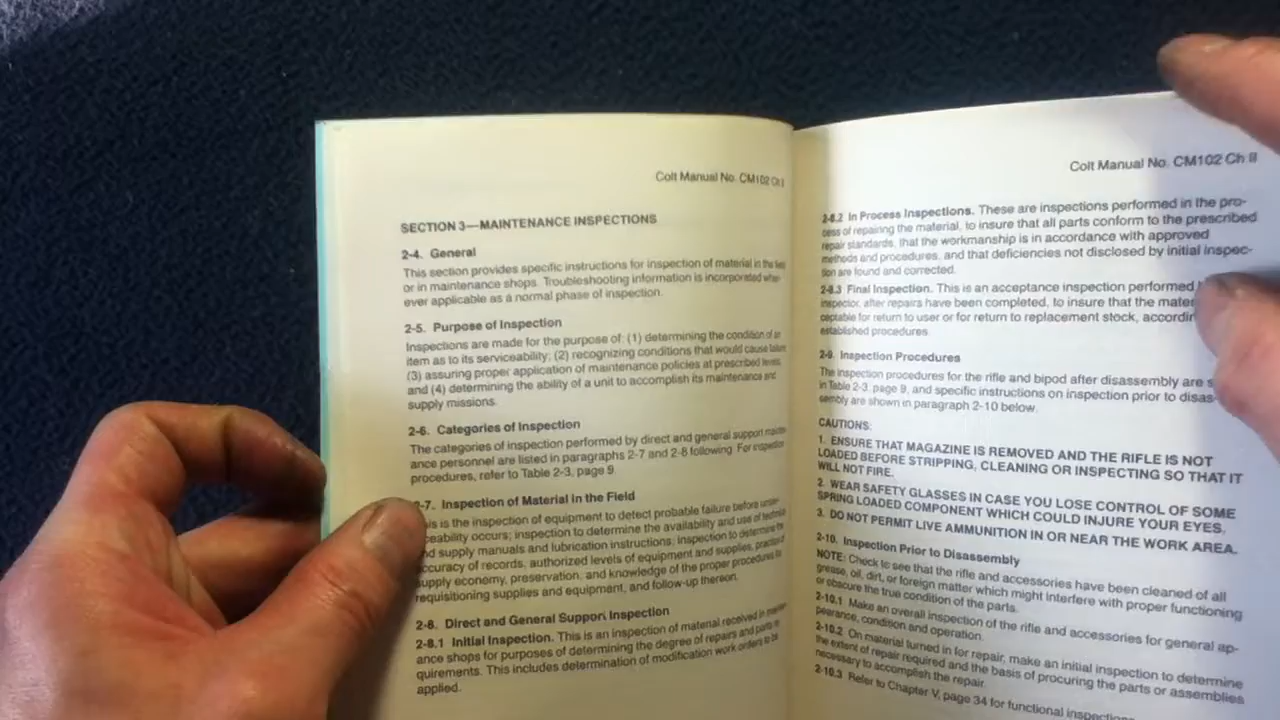 Colt Manual No. CM102 Ch
SECTION 3—MAINTENANCE INSPECTIONS
2-4. General
This section provides specific instructions for inspection of material in the field
or in maintenance shops. Troubleshooting information is incorporated when-
ever applicable as a normal phase of inspection.
2-5. Purpose of Inspection
Inspections are made for the purpose of: (1) determining the condition of an
item as to its serviceability; (2) recognizing conditions that would cause failure
(3) assuring proper application of maintenance policies at prescribed levels;
and (4) determining the ability of a unit to accomplish its maintenance and
supply missions.
2-6. Categories of Inspection
The categories of inspection performed by direct and general support mainten-
ance personnel are listed in paragraphs 2-7 and 2-8 following. For inspection
procedures, refer to Table 2-3, page 9.
-7. Inspection of Material in the Field
is is the inspection of equipment to detect probable failure before unser-
ceability occurs; inspection to determine the availability and use of technical
nd supply manuals and lubrication instructions; inspection to determine the
ccuracy of records, authorized levels of equipment and supplies, practice of
upply economy, preservation, and knowledge of the proper procedures for
requisitioning supplies and equipment, and follow-up thereon.
2-8. Direct and General Support Inspection
2-8.1 Initial Inspection. This is an inspection of material received in mainten-
ance shops for purposes of determining the degree of repairs and parts re-
quirements. This includes determination of modification work orders to be
applied.
Colt Manual No. CM102 Ch II
2-8.2 In Process Inspections. These are inspections performed in the pro-
cess of repairing the material, to insure that all parts conform to the prescribed
repair standards, that the workmanship is in accordance with approved
methods and procedures, and that deficiencies not disclosed by initial inspec-
tion are found and corrected.
2-8.3 Final Inspection. This is an acceptance inspection performed
inspector, after repairs have been completed, to insure that the mater
ceptable for return to user or for return to replacement stock, accordin
established procedures.
2-9. Inspection Procedures
The inspection procedures for the rifle and bipod after disassembly are s
in Table 2-3, page 9, and specific instructions on inspection prior to disas-
sembly are shown in paragraph 2-10 below.
CAUTIONS:
1. ENSURE THAT MAGAZINE IS REMOVED AND THE RIFLE IS NOT
LOADED BEFORE STRIPPING, CLEANING OR INSPECTING SO THAT IT
WILL NOT FIRE.
2. WEAR SAFETY GLASSES IN CASE YOU LOSE CONTROL OF SOME
SPRING LOADED COMPONENT WHICH COULD INJURE YOUR EYES.
3. DO NOT PERMIT LIVE AMMUNITION IN OR NEAR THE WORK AREA.
2-10. Inspection Prior to Disassembly
NOTE: Check to see that the rifle and accessories have been cleaned of all
grease, oil, dirt, or foreign matter which might interfere with proper functioning
or obscure the true condition of the parts.
2-10.1 Make an overall inspection of the rifle and accessories for general ap-
pearance, condition and operation.
2-10.2 On material turned in for repair, make an initial inspection to determine
the extent of repair required and the basis of procuring the parts or assemblies
necessary to accomplish the repair.
2-10.3 Refer to Chapter V, page 34 for functional inspections